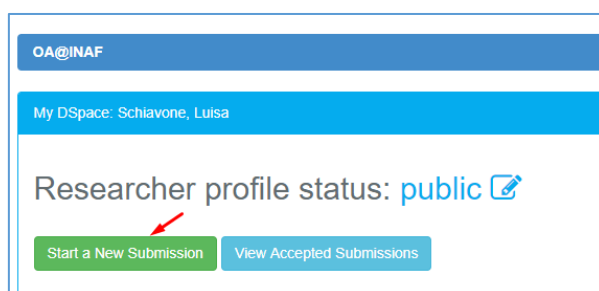 OA@INAF
My DSpace: Schiavone, Luisa
Researcher profile status: public
Start a New Submission View Accepted Submissions